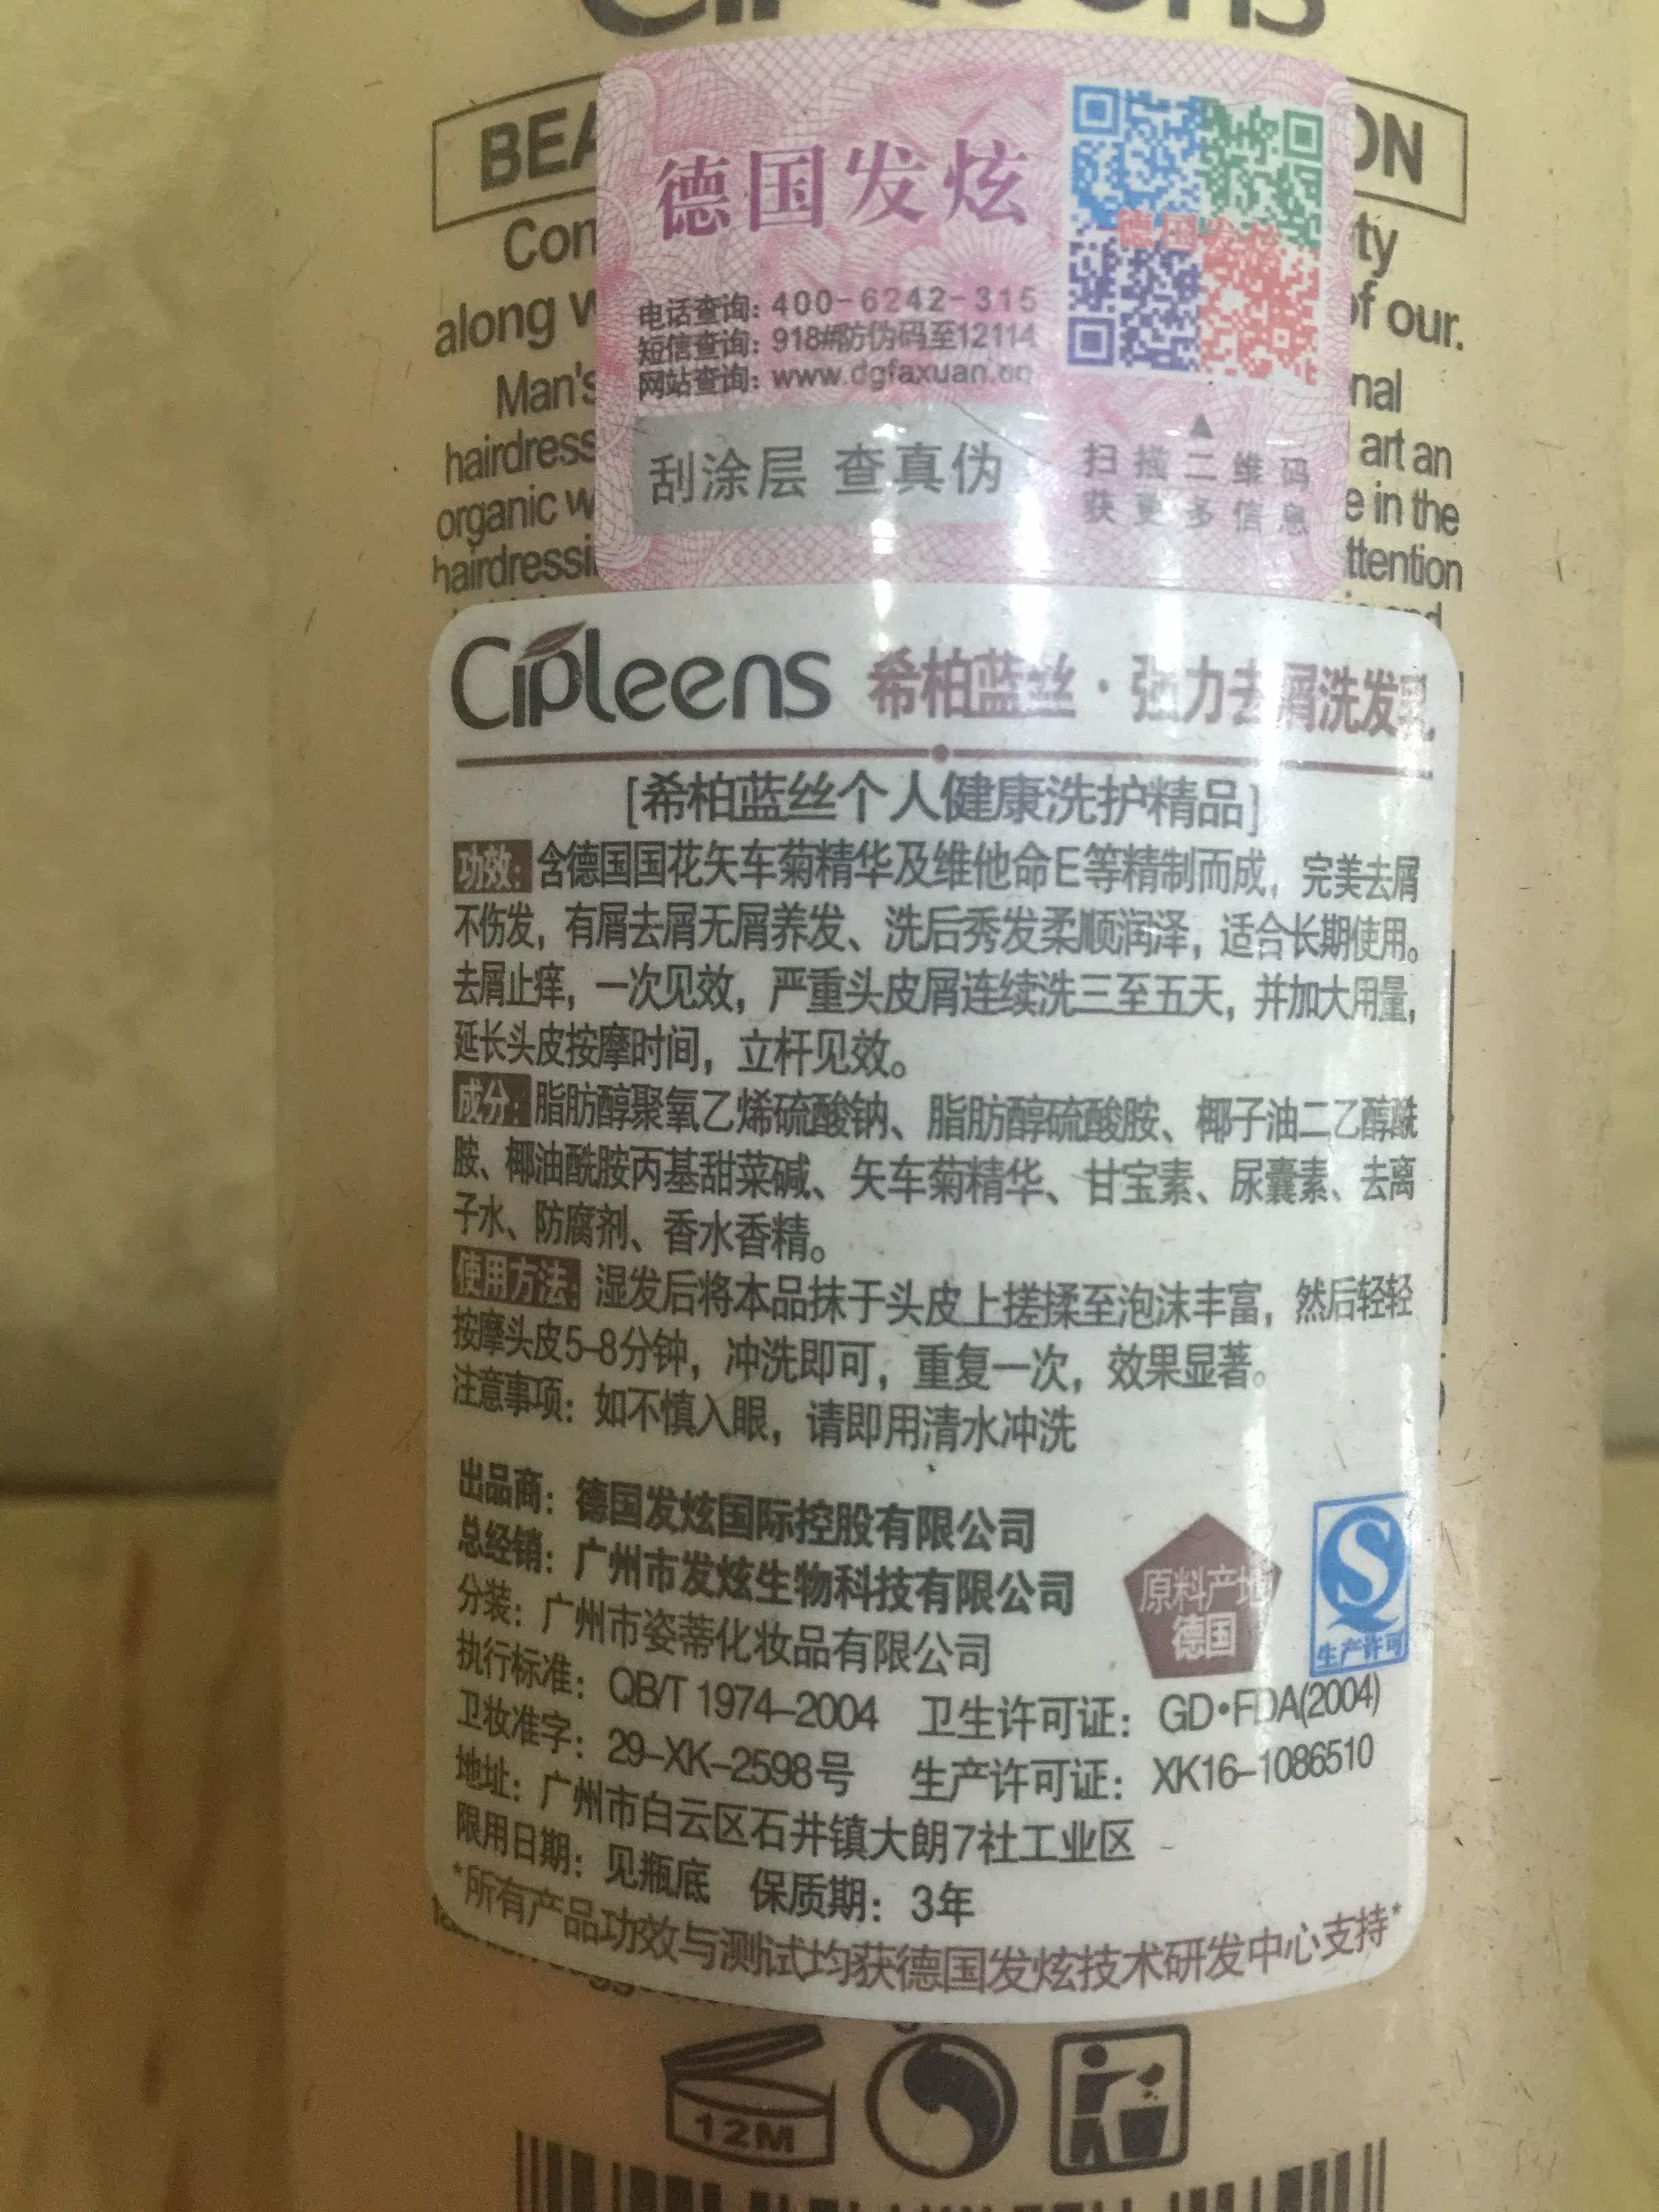 BEA
ON
Con
ty
along w
of our.
Man's
nal
hairdress
art an
organic w
e in the
hairdressi
ttention
德国发炫
德国发炫
电话查询: 400-6242-315
短信查询: 918#防伪码至12114
网站查询: www.dgfaxuan.cn
刮涂层 查真伪
扫描二维码
获更多信息
Cipleens 希柏蓝丝·强力去屑洗发乳
[希柏蓝丝个人健康洗护精品]
功效: 含德国国花矢车菊精华及维他命E等精制而成，完美去屑
不伤发，有屑去屑无屑养发、洗后秀发柔顺润泽，适合长期使用。
去屑止痒，一次见效，严重头皮屑连续洗三至五天，并加大用量，
延长头皮按摩时间，立杆见效。
成分: 脂肪醇聚氧乙烯硫酸钠、脂肪醇硫酸胺、椰子油二乙醇酰
胺、椰油酰胺丙基甜菜碱、矢车菊精华、甘宝素、尿囊素、去离
子水、防腐剂、香水香精。
使用方法: 湿发后将本品抹于头皮上搓揉至泡沫丰富，然后轻轻
按摩头皮5-8分钟，冲洗即可，重复一次，效果显著。
注意事项：如不慎入眼，请即用清水冲洗
出品商：德国发炫国际控股有限公司
总经销：广州市发炫生物科技有限公司
分装：广州市姿蒂化妆品有限公司
原料产地
德国
生产许可
执行标准：QB/T 1974-2004 卫生许可证：GD•FDA(2004)
卫妆准字：29-XK-2598号 生产许可证：XK16-1086510
地址：广州市白云区石井镇大朗7社工业区
限用日期：见瓶底 保质期：3年
*所有产品功效与测试均获德国发炫技术研发中心支持*
12M